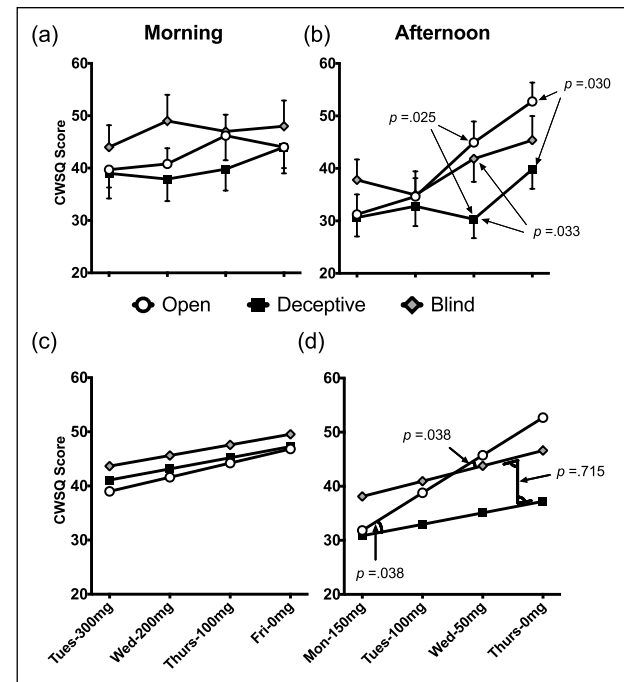 (a) Morning
(b) Afternoon
CWSQ Score
60
50
40
30
20
60
50
40
30
20
p =.025
p =.030
p =.033
Open Deceptive Blind
(c)
(d)
CWSQ Score
60
50
40
30
20
60
50
40
30
20
p =.038
p =.715
p =.038
Tues-300mg
Wed-200mg
Thurs-100mg
Fri-0mg
Mon-150mg
Tues-100mg
Wed-50mg
Thurs-0mg